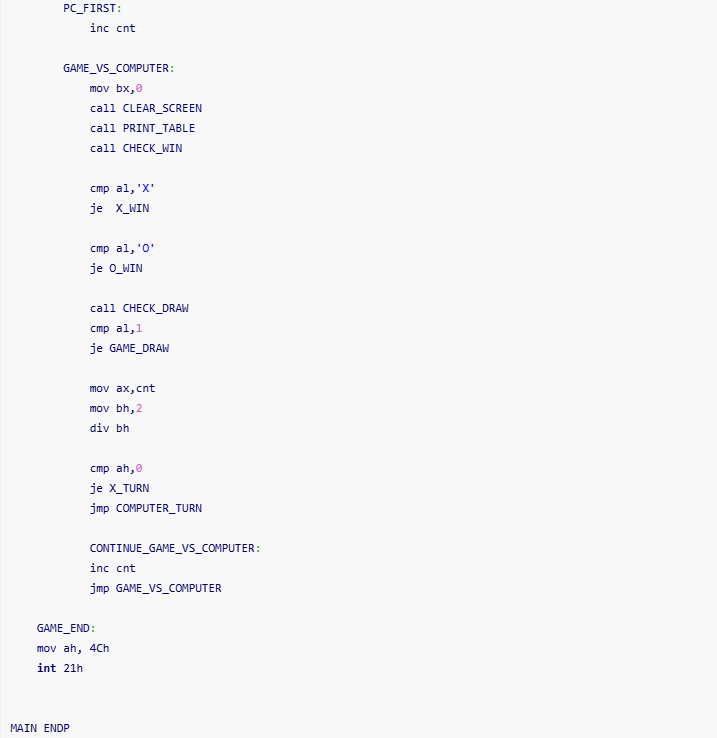 PC_FIRST:
inc cnt
GAME_VS_COMPUTER:
mov bx,0
call CLEAR_SCREEN
call PRINT_TABLE
call CHECK_WIN
cmp al,'X'
je  X_WIN
cmp al,'O'
je O_WIN
call CHECK_DRAW
cmp al,1
je GAME_DRAW
mov ax,cnt
mov bh,2
div bh
cmp ah,0
je X_TURN
jmp COMPUTER_TURN
CONTINUE_GAME_VS_COMPUTER:
inc cnt
jmp GAME_VS_COMPUTER
GAME_END:
mov ah, 4Ch
int 21h
MAIN ENDP